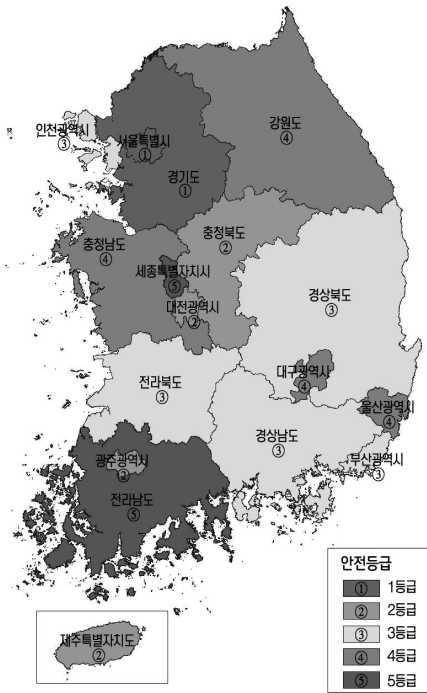 인천광역시
③
서울특별시
①
경기도
①
강원도
④
충청남도
④
충청북도
②
세종특별자치시
⑤
대전광역시
②
경상북도
③
전라북도
③
대구광역시
④
울산광역시
④
경상남도
③
부산광역시
③
광주광역시
②
전라남도
⑤
제주특별자치도
②
안전등급
① 1등급
② 2등급
③ 3등급
④ 4등급
⑤ 5등급